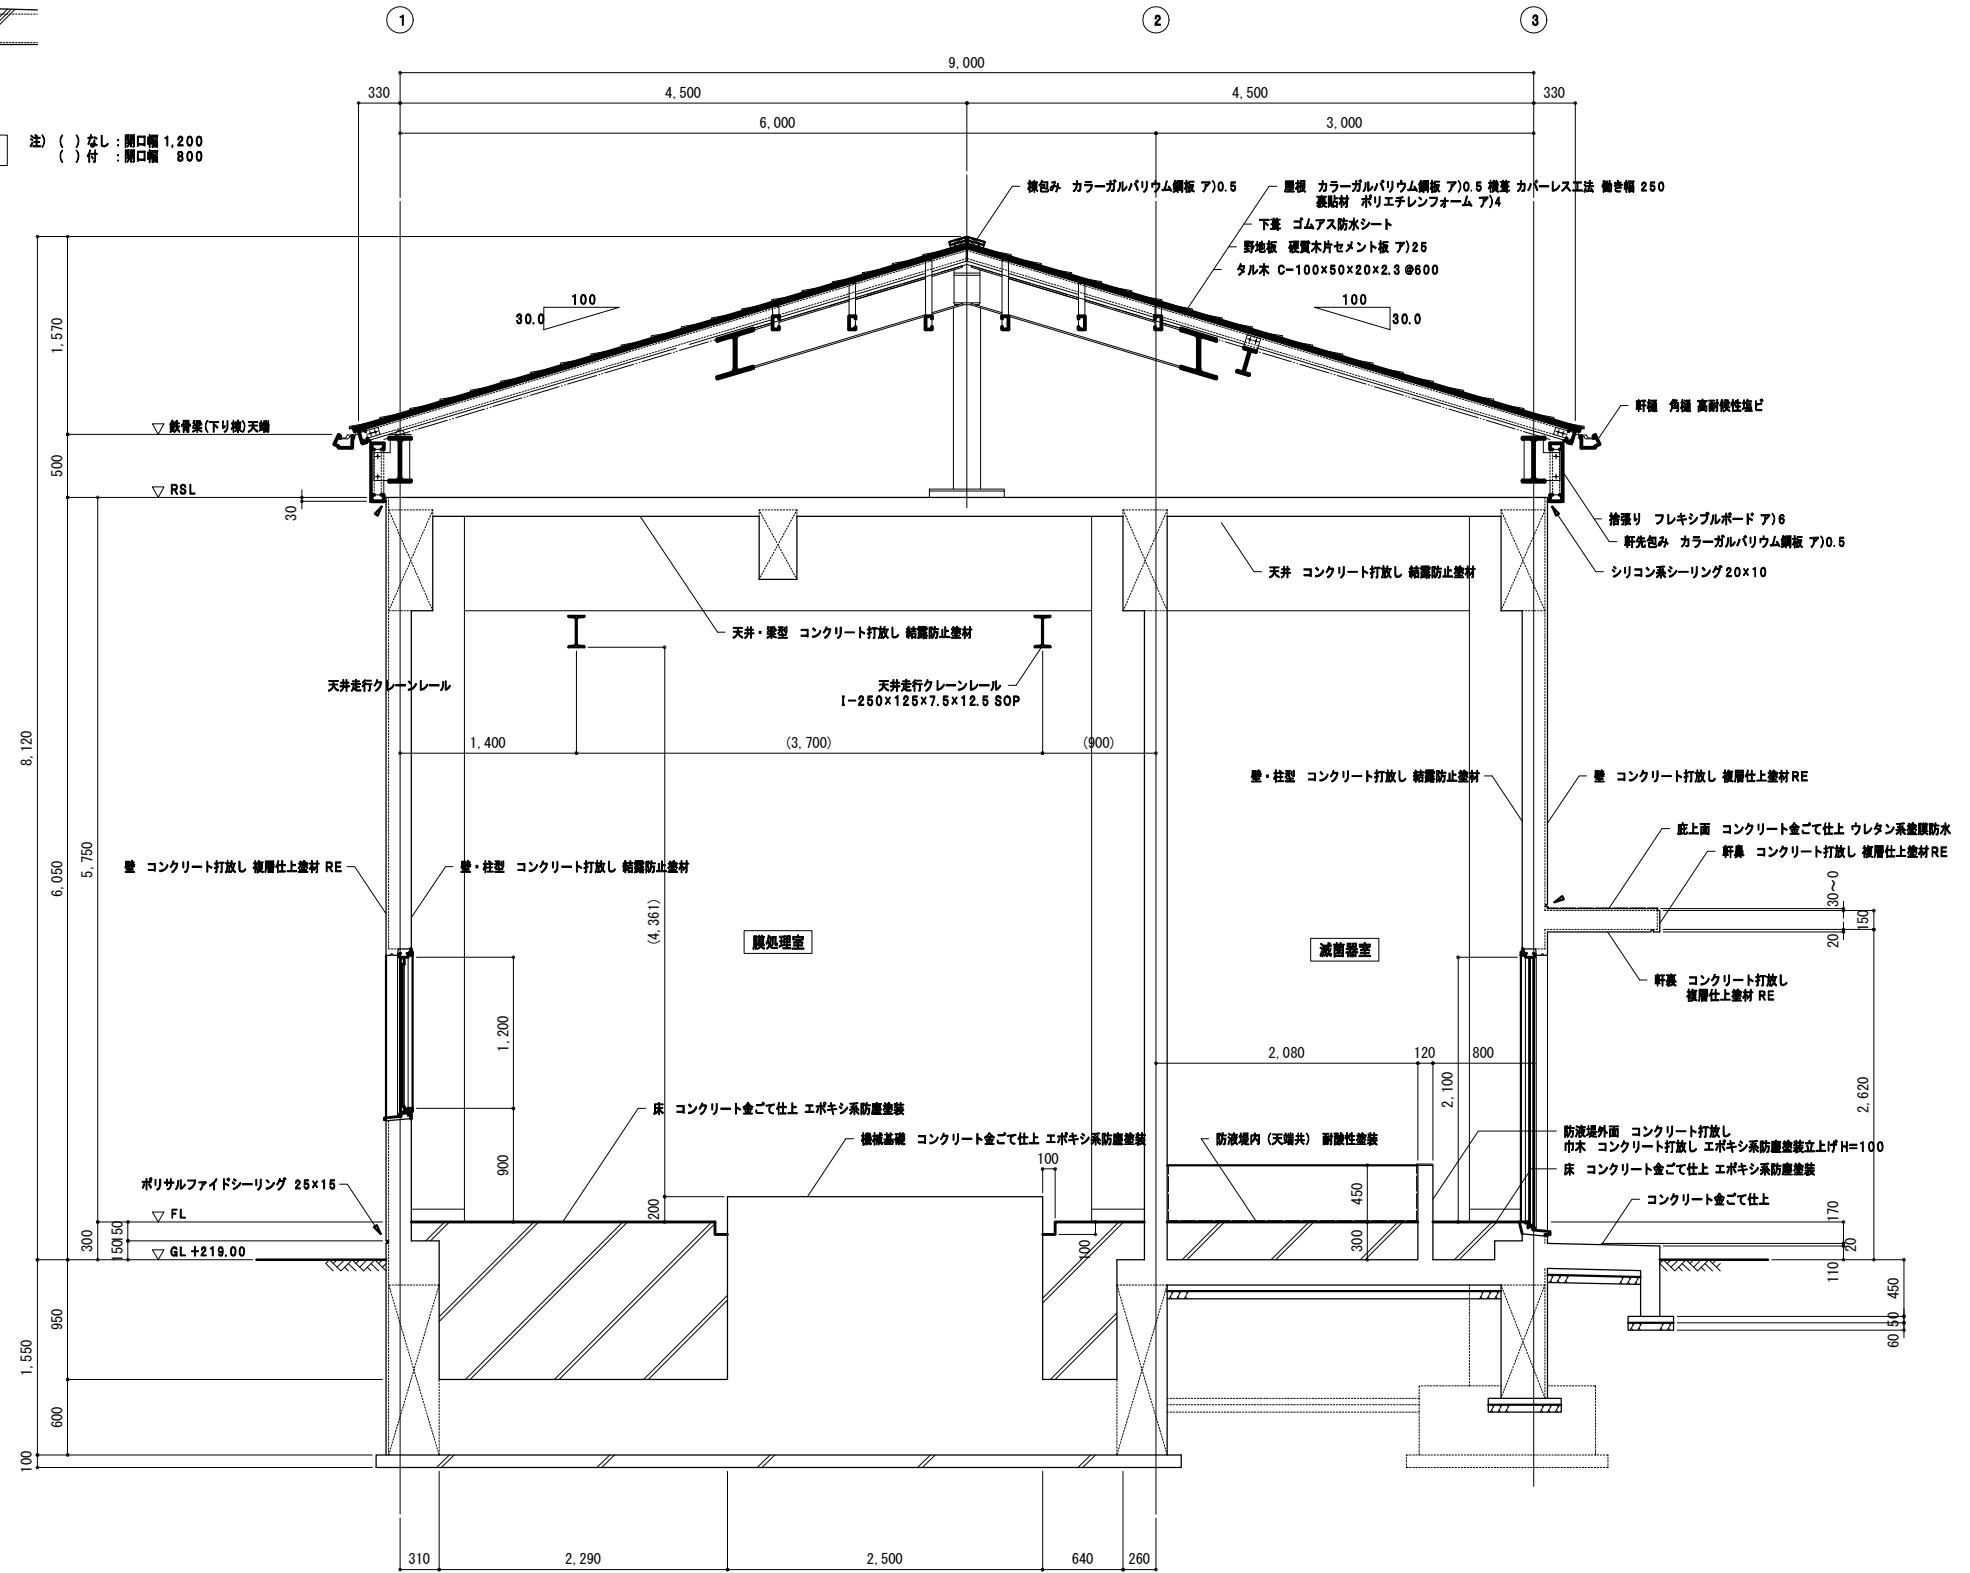 1
2
3
9,000
330
4,500
4,500
330
6,000
3,000
注) ( ) なし : 開口幅 1,200
( ) 付 : 開口幅 800
棟包み カラーガルバリウム鋼板 ア)0.5
屋根 カラーガルバリウム鋼板 ア)0.5 横葺 カバーレス工法 働き幅 250
裏貼材 ポリエチレンフォーム ア)4
下葺 ゴムアス防水シート
野地板 硬質木片セメント板 ア)25
タル木 C-100×50×20×2.3 @600
100
30.0
100
30.0
1,570
軒樋 角樋 高耐候性塩ビ
鉄骨梁(下り棟)天端
500
RSL
30
捨張り フレキシブルボード ア)6
軒先包み カラーガルバリウム鋼板 ア)0.5
シリコン系シーリング 20×10
天井 コンクリート打放し 結露防止塗材
天井・梁型 コンクリート打放し 結露防止塗材
天井走行クレーンレール
天井走行クレーンレール
I-250×125×7.5×12.5 SOP
1,400
(3,700)
(900)
8,120
6,050
5,750
壁・柱型 コンクリート打放し 結露防止塗材
壁 コンクリート打放し 複層仕上塗材RE
庇上面 コンクリート金ごて仕上 ウレタン系塗膜防水
軒鼻 コンクリート打放し 複層仕上塗材RE
壁 コンクリート打放し 複層仕上塗材 RE
壁・柱型 コンクリート打放し 結露防止塗材
30~0
150
20
(4,361)
膜処理室
滅菌器室
軒裏 コンクリート打放し
複層仕上塗材 RE
1,200
2,080
120
800
2,100
2,620
床 コンクリート金ごて仕上 エポキシ系防塵塗装
機械基礎 コンクリート金ごて仕上 エポキシ系防塵塗装
防液堤内 (天端共) 耐酸性塗装
防液堤外面 コンクリート打放し
巾木 コンクリート打放し エポキシ系防塵塗装立上げ H=100
床 コンクリート金ごて仕上 エポキシ系防塵塗装
コンクリート金ごて仕上
900
100
200
450
ポリサルファイドシーリング 25×15
FL
150
150
300
GL +219.00
100
300
170
20
110
450
50
60
950
1,550
600
100
310
2,290
2,500
640
260